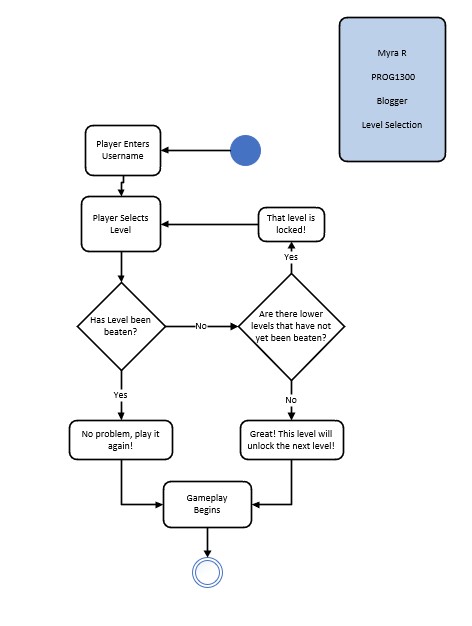 Myra R
PROG1300
Blogger
Level Selection
Player Enters
Username
Player Selects
Level
That level is
locked!
Yes
Has Level been
beaten?
No
Are there lower
levels that have not
yet been beaten?
Yes
No
No problem, play it
again!
Great! This level will
unlock the next level!
Gameplay
Begins